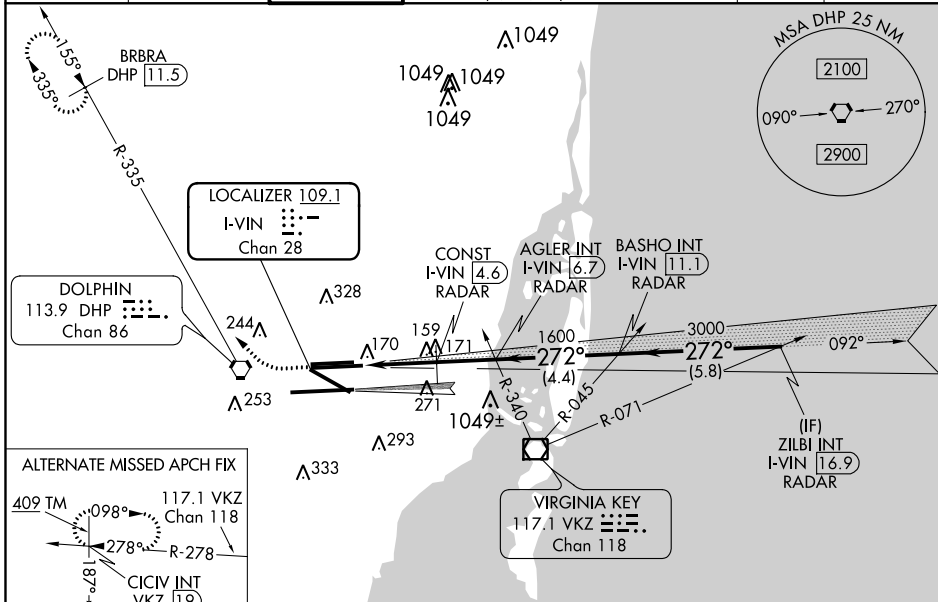 155°
335°
BRBRA
DHP 11.5
R-335
1049
1049
1049
1049
MSA DHP 25 NM
2100
090°
270°
2900
LOCALIZER 109.1
I-VIN
Chan 28
DOLPHIN
113.9 DHP
Chan 86
CONST
I-VIN 4.6
RADAR
AGLER INT
I-VIN 6.7
RADAR
BASHO INT
I-VIN 11.1
RADAR
328
244
170
159
171
253
271
293
333
1049±
1600
272°
(4.4)
3000
272°
(5.8)
092°
R-340
R-045
R-071
(IF)
ZILBI INT
I-VIN 16.9
RADAR
VIRGINIA KEY
117.1 VKZ
Chan 118
ALTERNATE MISSED APCH FIX
409 TM
098°
117.1 VKZ
Chan 118
278°
R-278
187°
CICIV INT
VKZ 19